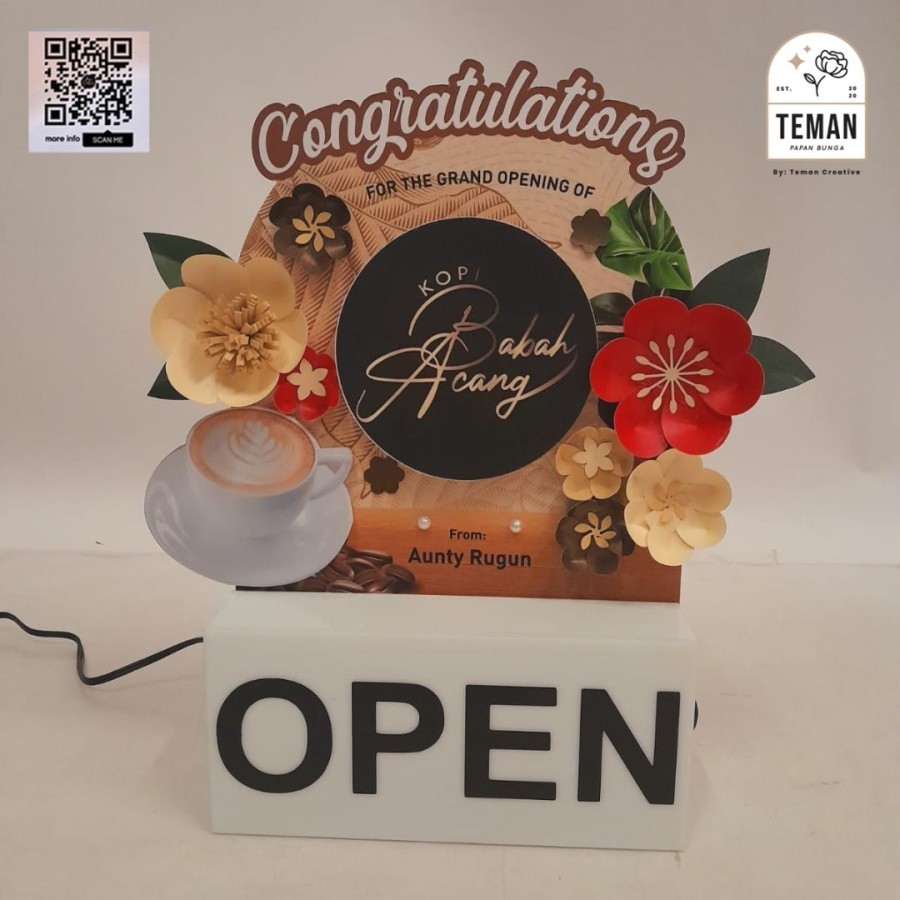 more info SCAN ME
EST. 20 20
TEMAN
PAPAN BUNGA
By: Teman Creative
Congratulations
FOR THE GRAND OPENING OF
KOPI
Babah
Acang
From:
Aunty Rugun
OPEN